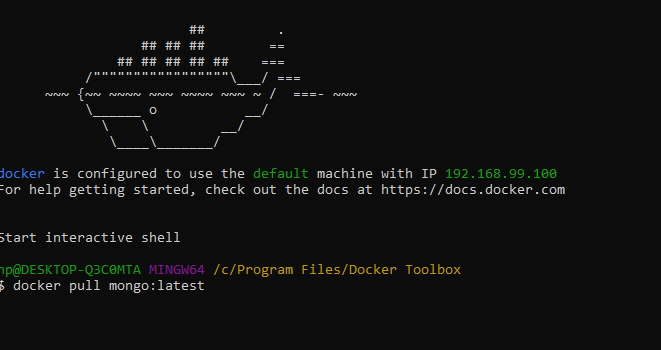 ##         .
                  ## ## ##        ==
               ## ## ## ## ##    ===
           /"""""""""""""""""\___/ ===
      ~~~ {~~ ~~~~ ~~~ ~~~~ ~~~ ~ /  ===- ~~~
           \______ o           __/
             \    \         __/
              \____\_______/
docker is configured to use the default machine with IP 192.168.99.100
For help getting started, check out the docs at https://docs.docker.com
Start interactive shell
hp@DESKTOP-Q3C0MTA MINGW64 /c/Program Files/Docker Toolbox
$ docker pull mongo:latest